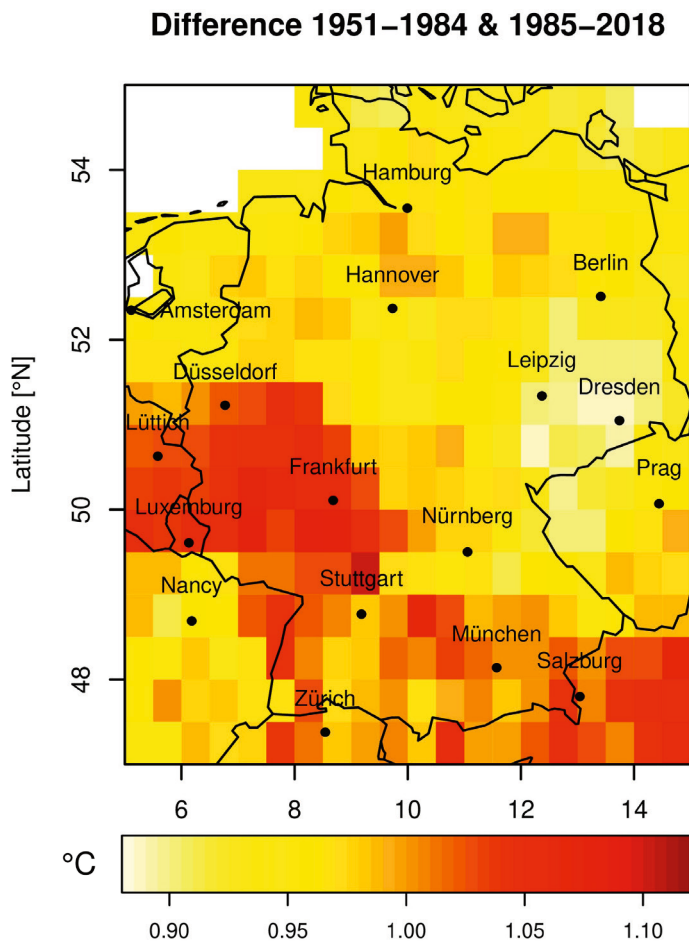 Difference 1951−1984 & 1985−2018
Latitude [°N]
54
52
50
48
Hamburg
Hannover
Berlin
Amsterdam
Leipzig
Düsseldorf
Dresden
Lüttich
Frankfurt
Prag
Luxemburg
Nürnberg
Nancy
Stuttgart
München
Salzburg
Zürich
6 8 10 12 14
°C
0.90 0.95 1.00 1.05 1.10